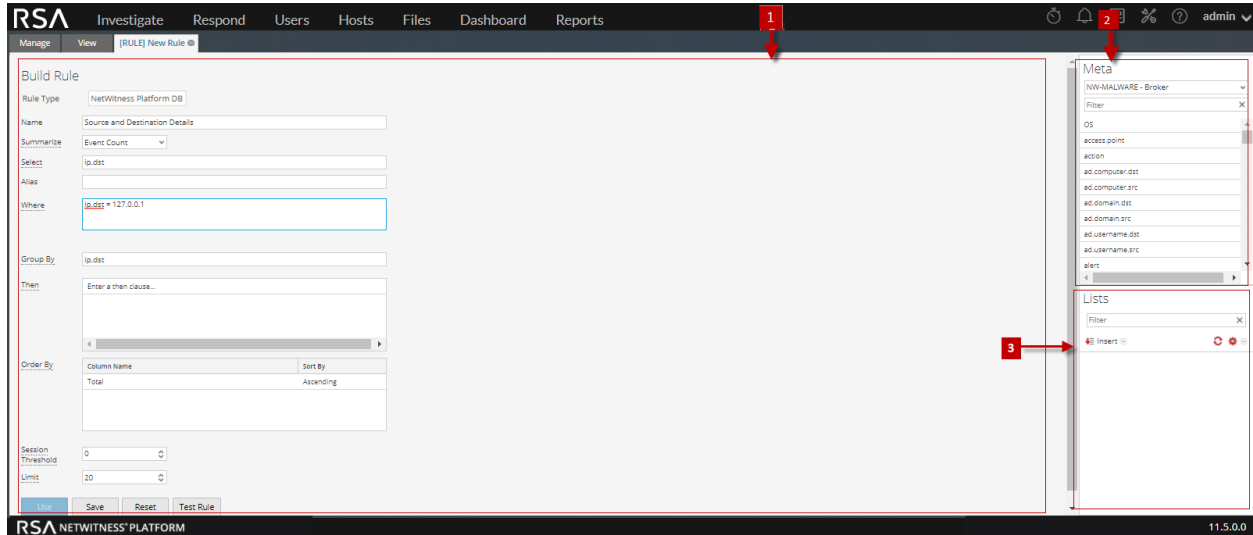 RSA Investigate Respond Users Hosts Files Dashboard Reports admin
1
2
Manage View [RULE] New Rule
Build Rule
Rule Type NetWitness Platform DB
Name Source and Destination Details
Summarize Event Count
Select ip.dst
Alias
Where ip.dst = 127.0.0.1
Group By ip.dst
Then Enter a then clause...
Order By Column Name Sort By
Total Ascending
Session
Threshold 0
Limit 20
Use Save Reset Test Rule
Meta
NW-MALWARE - Broker
Filter
OS
access.point
action
ad.computer.dst
ad.computer.src
ad.domain.dst
ad.domain.src
ad.username.dst
ad.username.src
alert
3
Lists
Filter
Insert
RSA NETWITNESS® PLATFORM 11.5.0.0